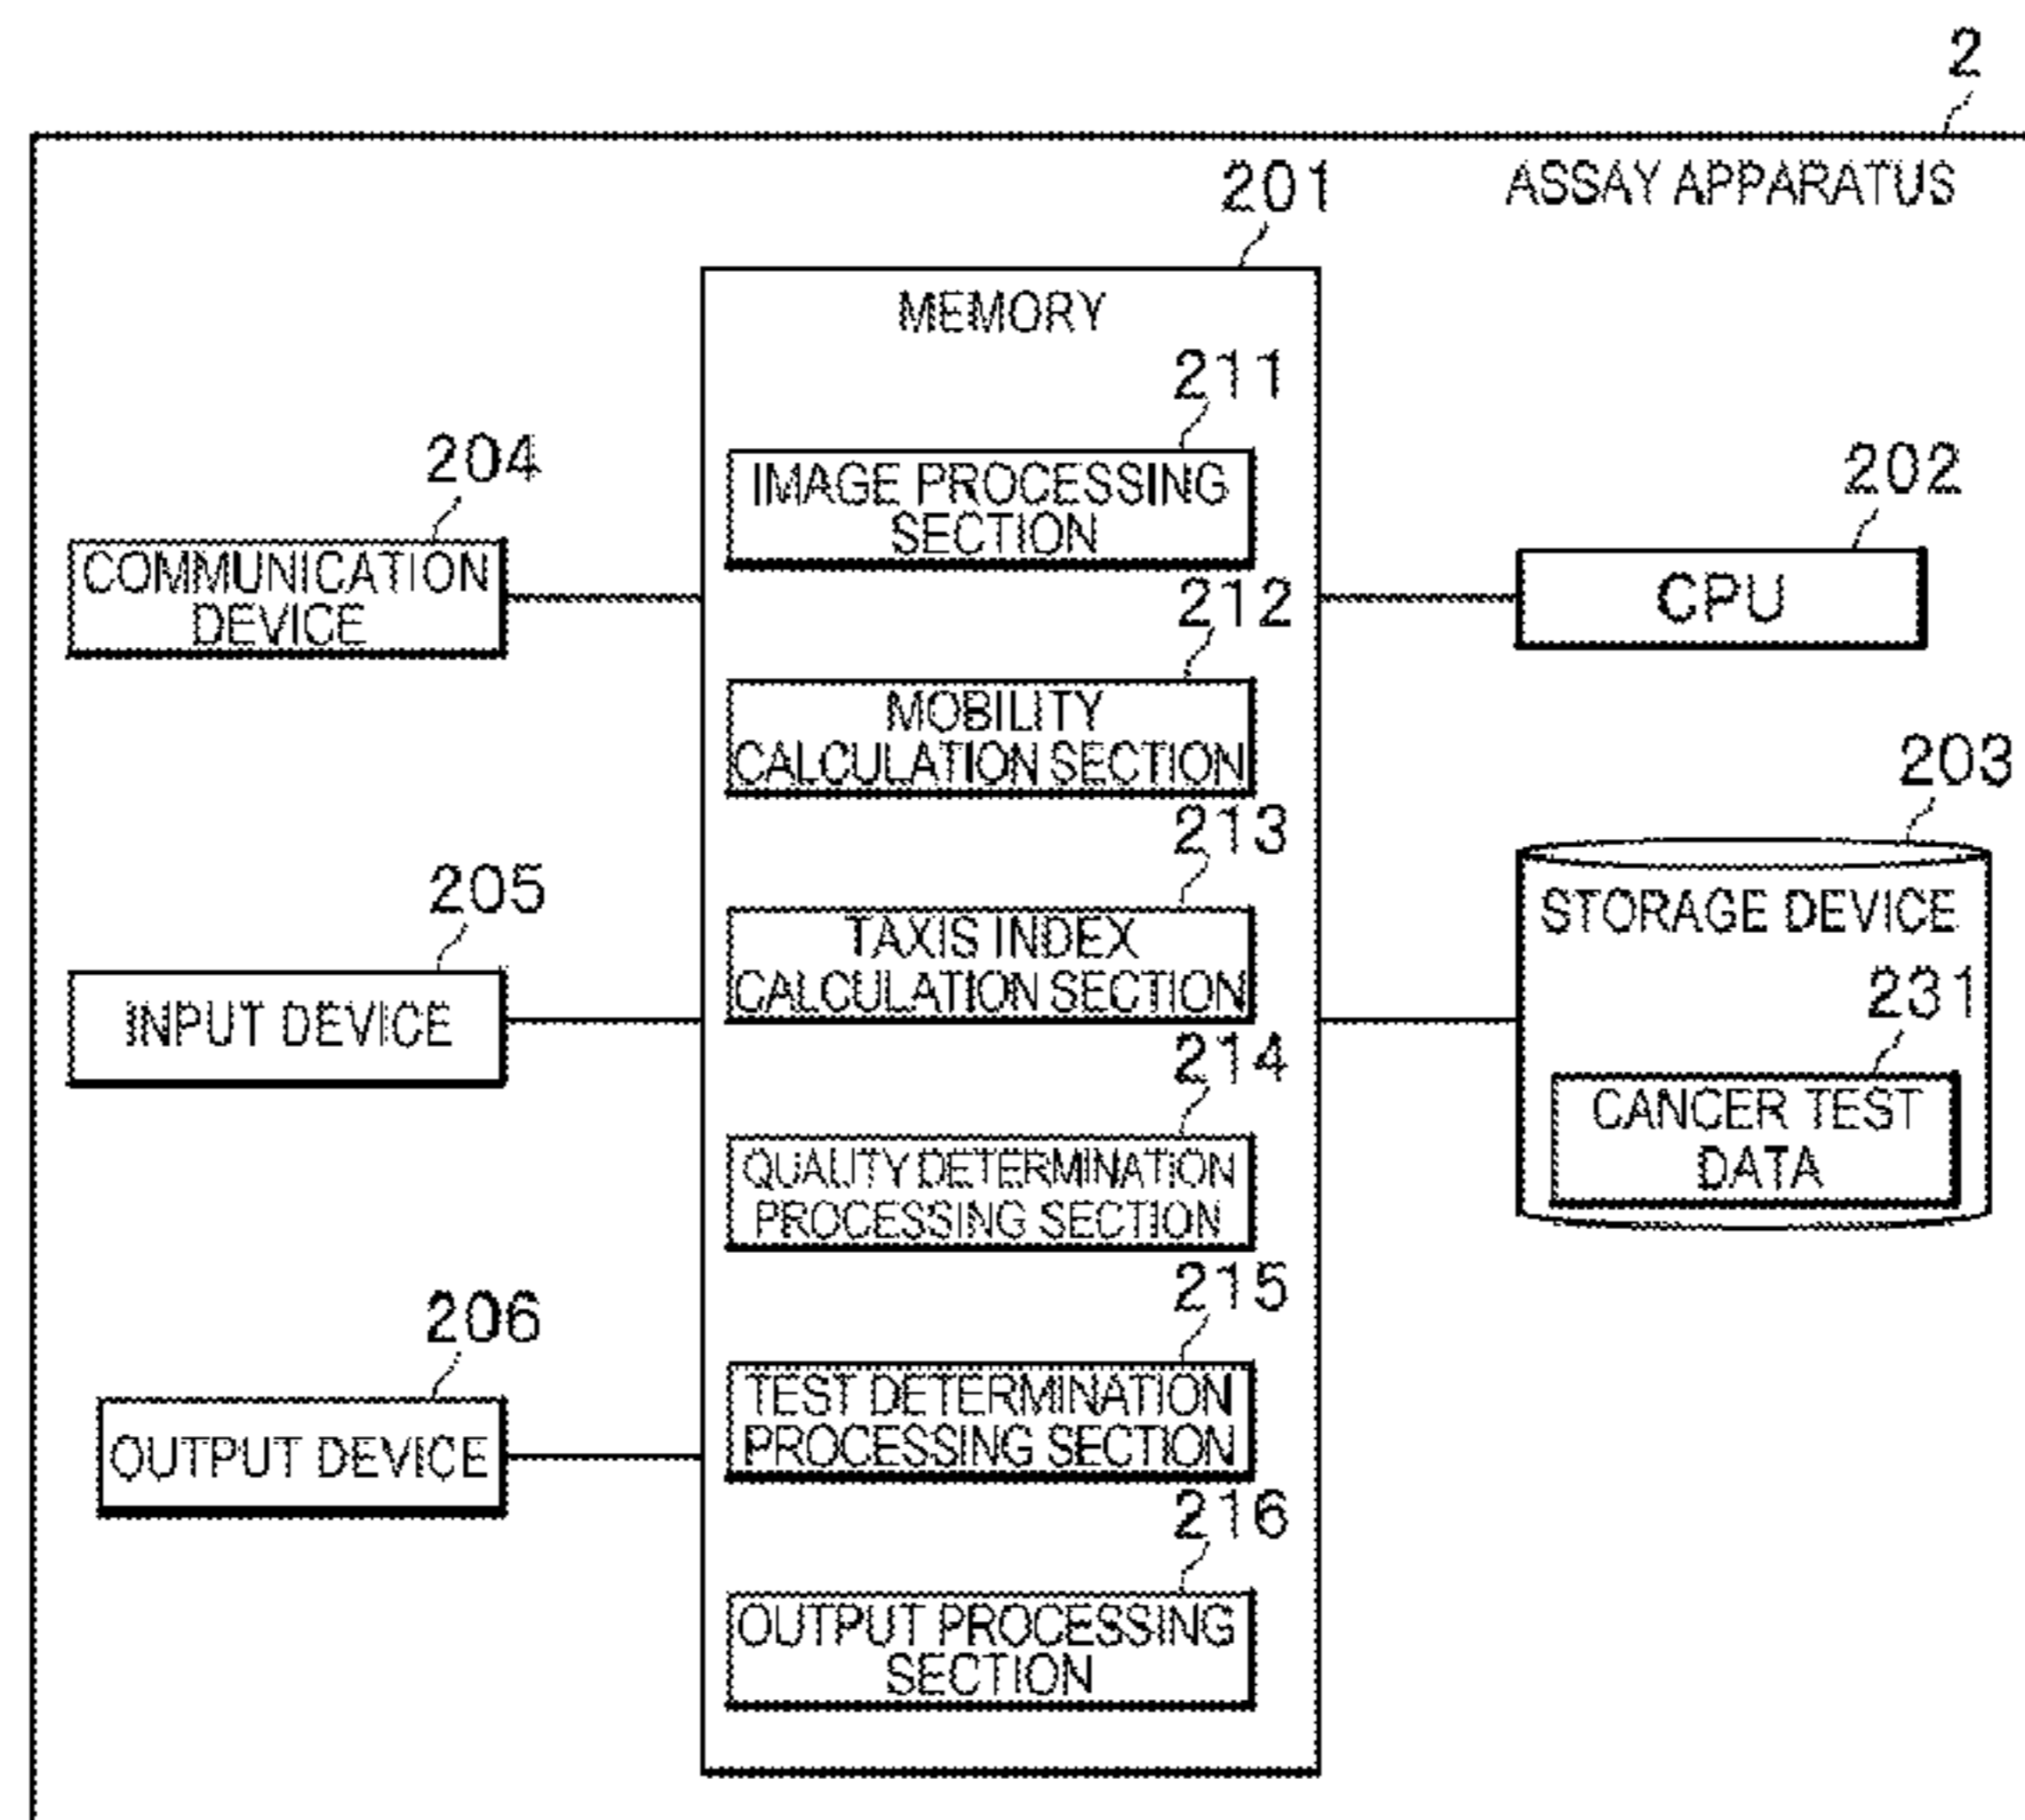 2
ASSAY APPARATUS
201
MEMORY
211
IMAGE PROCESSING
SECTION
212
MOBILITY
CALCULATION SECTION
213
TAXIS INDEX
CALCULATION SECTION
214
QUALITY DETERMINATION
PROCESSING SECTION
215
TEST DETERMINATION
PROCESSING SECTION
216
OUTPUT PROCESSING
SECTION
204
COMMUNICATION
DEVICE
205
INPUT DEVICE
206
OUTPUT DEVICE
202
CPU
203
STORAGE DEVICE
231
CANCER TEST
DATA